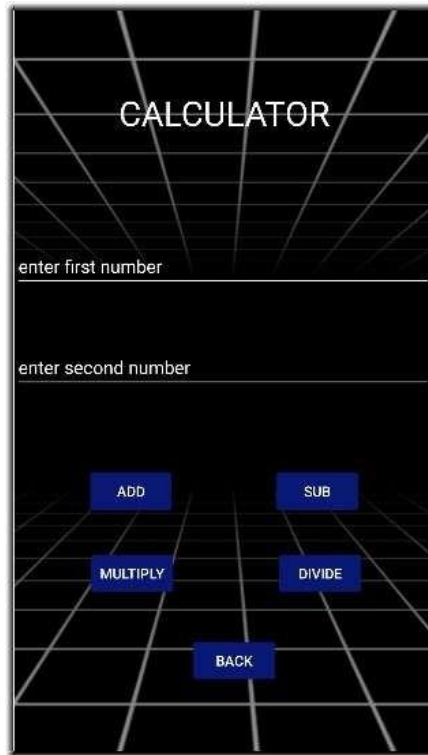 CALCULATOR
enter first number
enter second number
ADD SUB
MULTIPLY DIVIDE
BACK